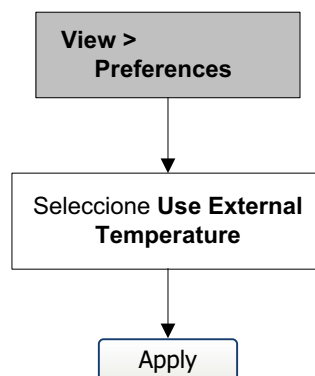 View >
Preferences
Seleccione Use External
Temperature
Apply